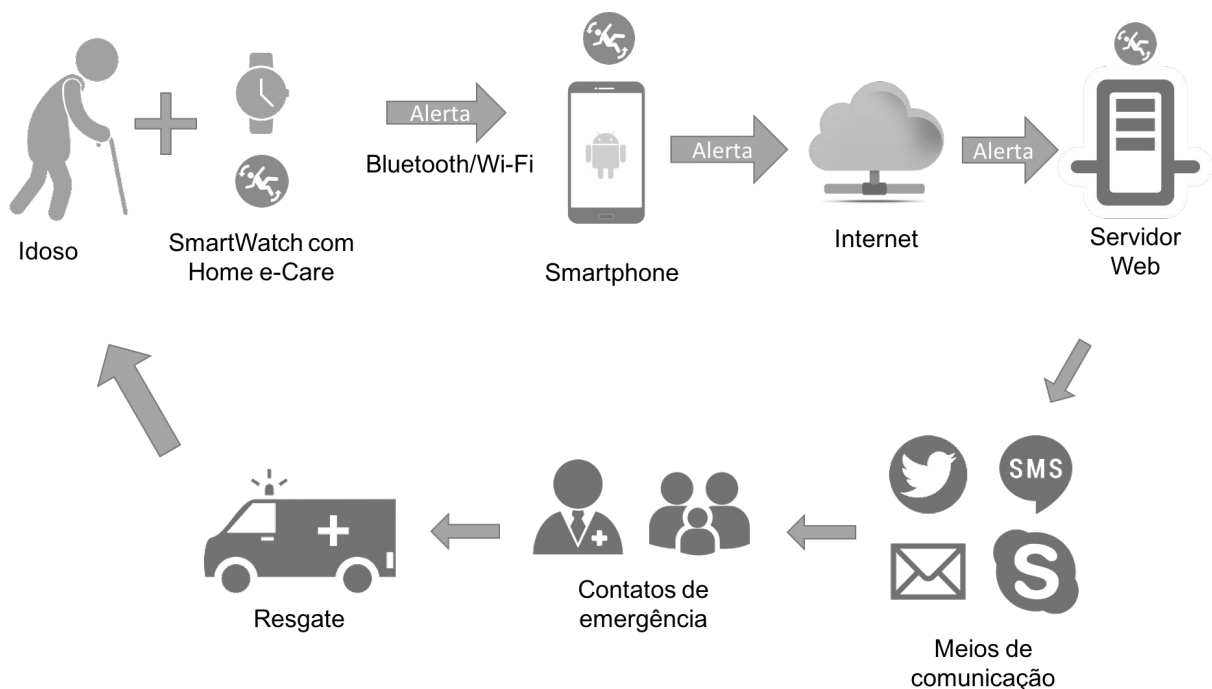 Alerta
Bluetooth/Wi-Fi
Alerta
Alerta
Idoso
SmartWatch com
Home e-Care
Smartphone
Internet
Servidor
Web
SMS
S
Resgate
Contatos de
emergência
Meios de
comunicação